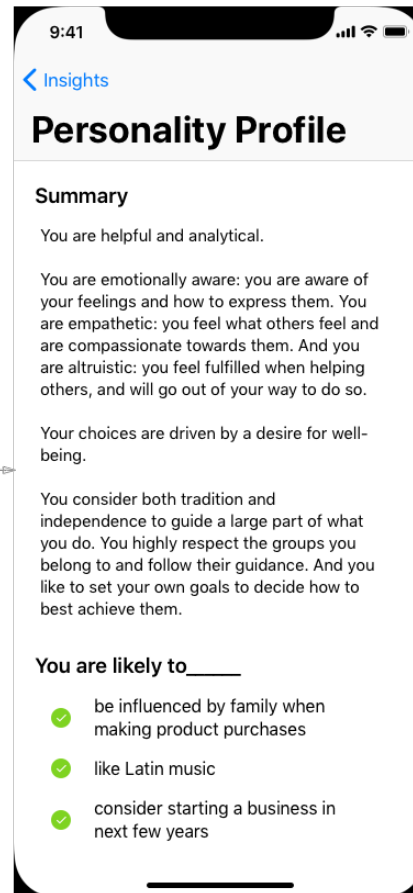 9:41
Insights
Personality Profile
Summary
You are helpful and analytical.
You are emotionally aware: you are aware of
your feelings and how to express them. You
are empathetic: you feel what others feel and
are compassionate towards them. And you
are altruistic: you feel fulfilled when helping
others, and will go out of your way to do so.
Your choices are driven by a desire for well-
being.
You consider both tradition and
independence to guide a large part of what
you do. You highly respect the groups you
belong to and follow their guidance. And you
like to set your own goals to decide how to
best achieve them.
You are likely to______
be influenced by family when
making product purchases
like Latin music
consider starting a business in
next few years